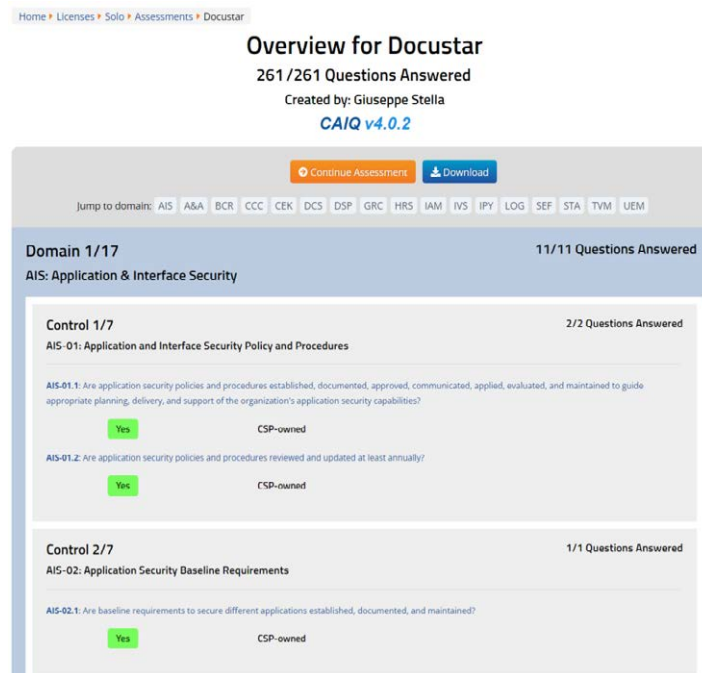 Home Licenses Solo Assessments Docustar
Overview for Docustar
261/261 Questions Answered
Created by: Giuseppe Stella
CAIQ v4.0.2
Continue Assessment Download
Jump to domain: AIS A&A BCR CCC CEK DCS DSP GRC HRS IAM IVS IPY LOG SEF STA TVM UEM
Domain 1/17 11/11 Questions Answered
AIS: Application & Interface Security
Control 1/7 2/2 Questions Answered
AIS-01: Application and Interface Security Policy and Procedures
AIS-01.1: Are application security policies and procedures established, documented, approved, communicated, applied, evaluated, and maintained to guide
appropriate planning, delivery, and support of the organization's application security capabilities?
Yes CSP-owned
AIS-01.2: Are application security policies and procedures reviewed and updated at least annually?
Yes CSP-owned
Control 2/7 1/1 Questions Answered
AIS-02: Application Security Baseline Requirements
AIS-02.1: Are baseline requirements to secure different applications established, documented, and maintained?
Yes CSP-owned